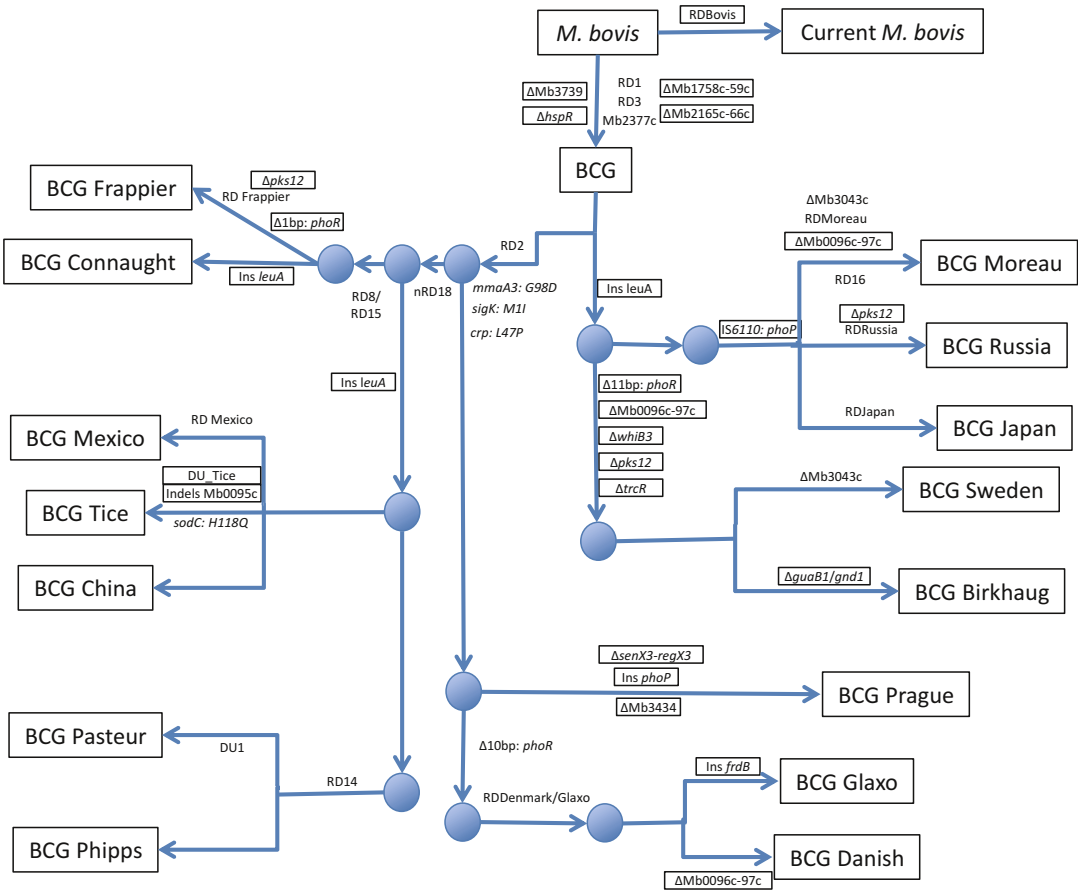 M. bovis
RDBovis
Current M. bovis
ΔMb3739
ΔhspR
RD1
RD3
Mb2377c
ΔMb1758c-59c
ΔMb2165c-66c
BCG
BCG Frappier
Δpks12
RD Frappier
Δ1bp: phoR
BCG Connaught
Ins leuA
RD8/
RD15
nRD18
RD2
mmaA3: G98D
sigK: M1I
crp: L47P
Ins leuA
ΔMb3043c
RDMoreau
ΔMb0096c-97c
RD16
BCG Moreau
IS6110: phoP
Δpks12
RDRussia
BCG Russia
RDJapan
BCG Japan
Δ11bp: phoR
ΔMb0096c-97c
ΔwhiB3
Δpks12
ΔtrcR
ΔMb3043c
BCG Sweden
ΔguaB1/gnd1
BCG Birkhaug
Ins leuA
RD Mexico
BCG Mexico
DU_Tice
Indels Mb0095c
BCG Tice
sodC: H118Q
BCG China
ΔsenX3-regX3
Ins phoP
ΔMb3434
BCG Prague
BCG Pasteur
DU1
RD14
BCG Phipps
Δ10bp: phoR
RDDenmark/Glaxo
Ins frdB
BCG Glaxo
BCG Danish
ΔMb0096c-97c